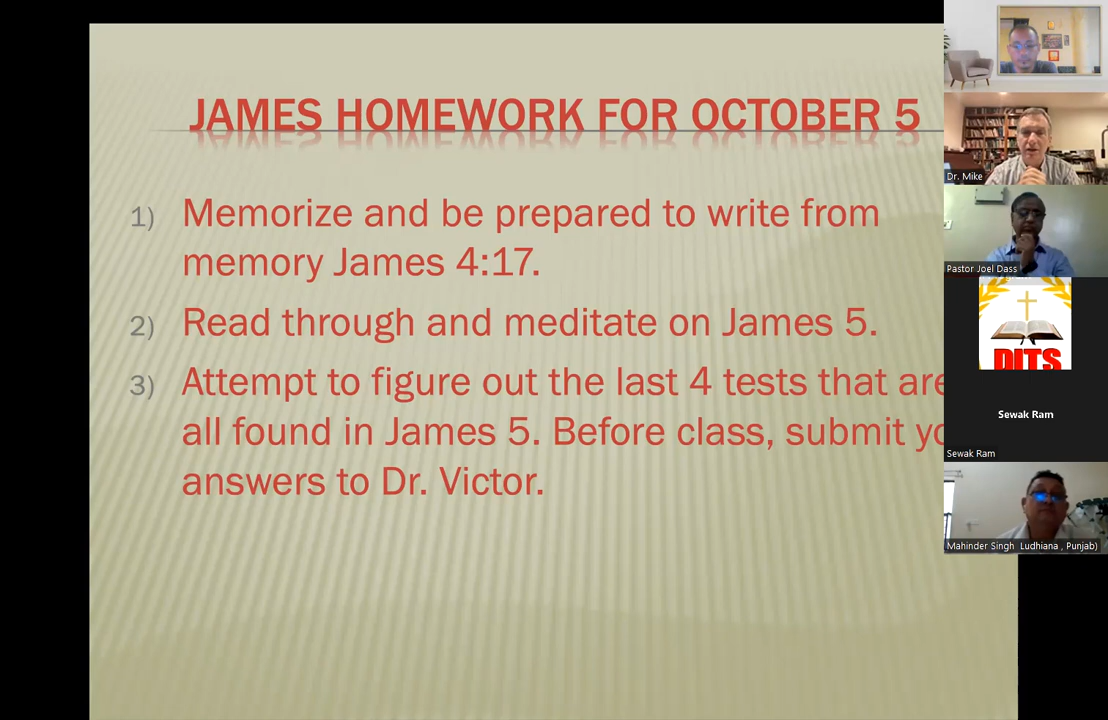 JAMES HOMEWORK FOR OCTOBER 5
1) Memorize and be prepared to write from
memory James 4:17.
2) Read through and meditate on James 5.
3) Attempt to figure out the last 4 tests that are
all found in James 5. Before class, submit yo
answers to Dr. Victor.
Dr. Mike
Pastor Joel Dass
DITS
Sewak Ram
Sewak Ram
Mahinder Singh Ludhiana , Punjab)